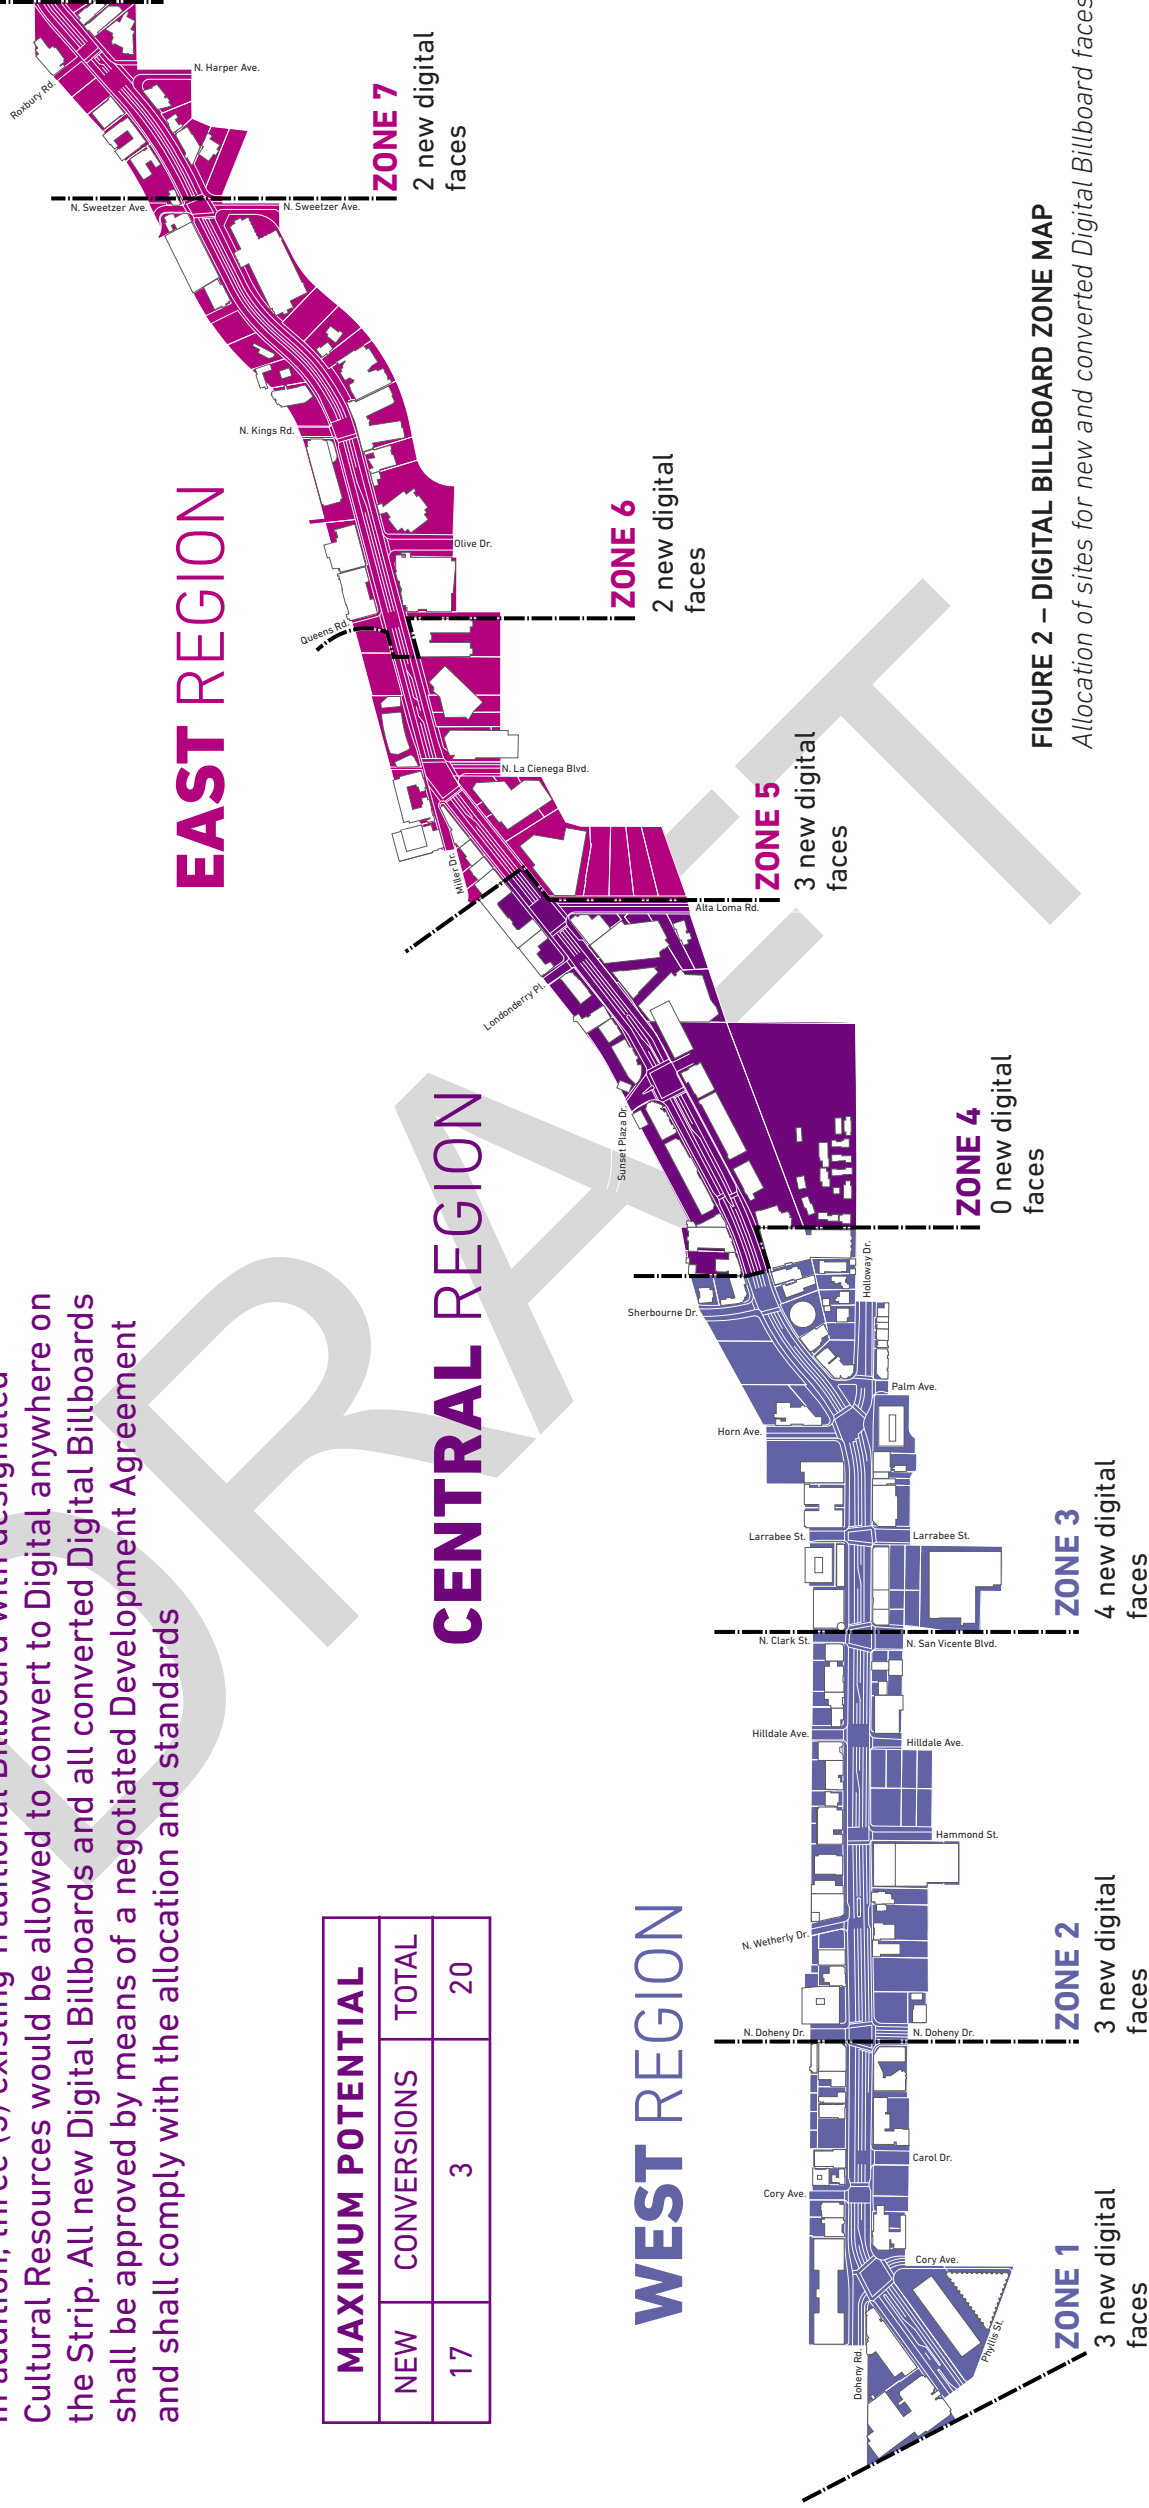 Cultural Resources would be allowed to convert to Digital anywhere on
the Strip. All new Digital Billboards and all converted Digital Billboards
shall be approved by means of a negotiated Development Agreement
and shall comply with the allocation and standards
MAXIMUM POTENTIAL
NEW CONVERSIONS TOTAL
17 3 20
WEST REGION
CENTRAL REGION
EAST REGION
ZONE 1
3 new digital
faces
ZONE 2
3 new digital
faces
ZONE 3
4 new digital
faces
ZONE 4
0 new digital
faces
ZONE 5
3 new digital
faces
ZONE 6
2 new digital
faces
ZONE 7
2 new digital
faces
Doheny Rd.
Phyllis St.
Cory Ave.
Cory Ave.
Carol Dr.
N. Doheny Dr.
N. Doheny Dr.
N. Wetherly Dr.
Hammond St.
Hilldale Ave.
Hilldale Ave.
N. Clark St.
N. San Vicente Blvd.
Larrabee St.
Larrabee St.
Horn Ave.
Palm Ave.
Sherbourne Dr.
Holloway Dr.
Sunset Plaza Dr.
Londonderry Pl.
Alta Loma Rd.
Miller Dr.
N. La Cienega Blvd.
Queens Rd.
Olive Dr.
N. Kings Rd.
N. Sweetzer Ave.
N. Sweetzer Ave.
N. Harper Ave.
Roxbury Rd.
FIGURE 2 – DIGITAL BILLBOARD ZONE MAP
Allocation of sites for new and converted Digital Billboard faces
DRAFT